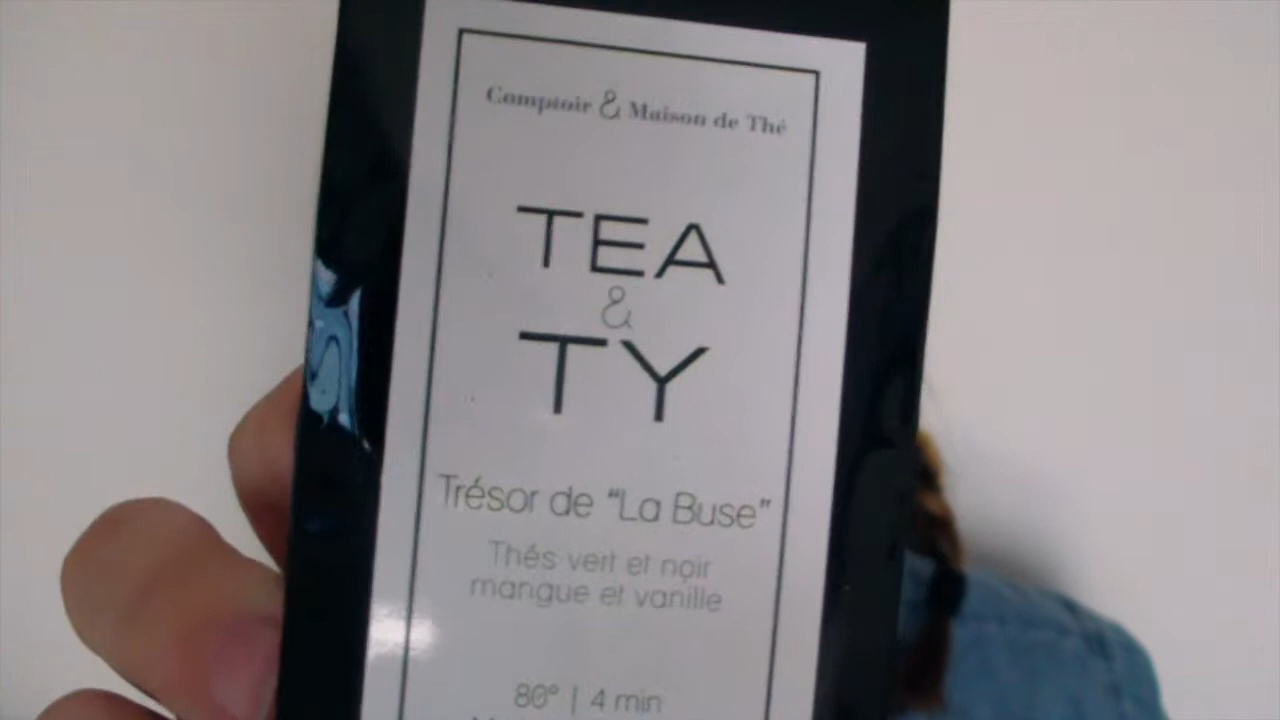 Comptoir & Maison de Thé
TEA
&
TY
Trésor de "La Buse"
Thés vert et noir
mangue et vanille
80° | 4 min